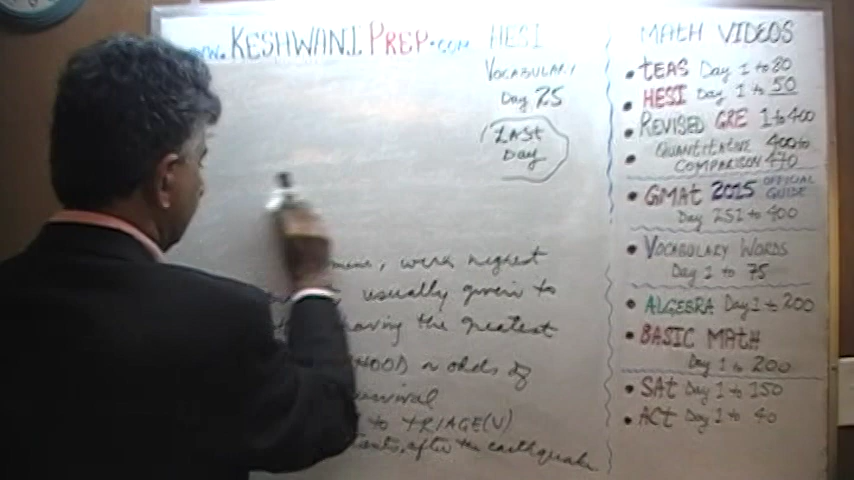 KESHWANI PREP.COM
HESI
VOCABULARY
Day 25
LAST
Day
with highest
usually given to
having the greatest
HOOD or odds of
survival
to TRIAGE(V)
after the earthquake
MATH VIDEOS
TEAS Day 1 to 80
HESI Day 1 to 50
REVISED GRE 1 to 400
QUANTITATIVE 400 to
COMPARISON 470
GMAT 2015 OFFICIAL GUIDE
Day 252 to 400
VOCABULARY WORDS
Day 1 to 75
ALGEBRA Day 1 to 200
BASIC MATH
Day 1 to 200
SAT Day 1 to 150
ACT Day 1 to 40